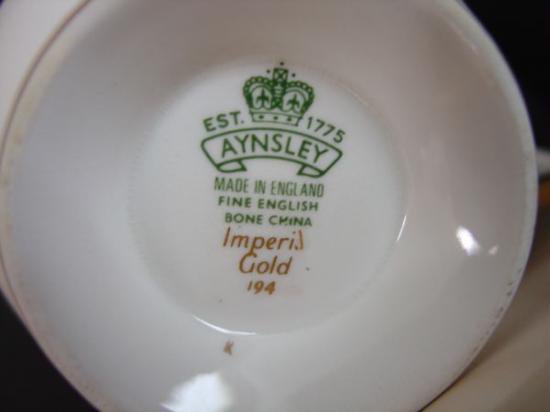 EST. 1775
AYNSLEY
MADE IN ENGLAND
FINE ENGLISH
BONE CHINA
Imperial
Gold
194
K